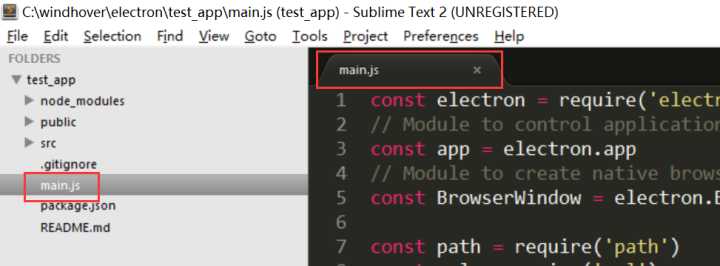 C:\windhover\electron\test_app\main.js (test_app) - Sublime Text 2 (UNREGISTERED)
File Edit Selection Find View Goto Tools Project Preferences Help
FOLDERS
test_app
node_modules
public
src
.gitignore
main.js
package.json
README.md
main.js ×
1 const electron = require('electr
2 // Module to control application
3 const app = electron.app
4 // Module to create native brows
5 const BrowserWindow = electron.B
6
7 const path = require('path')